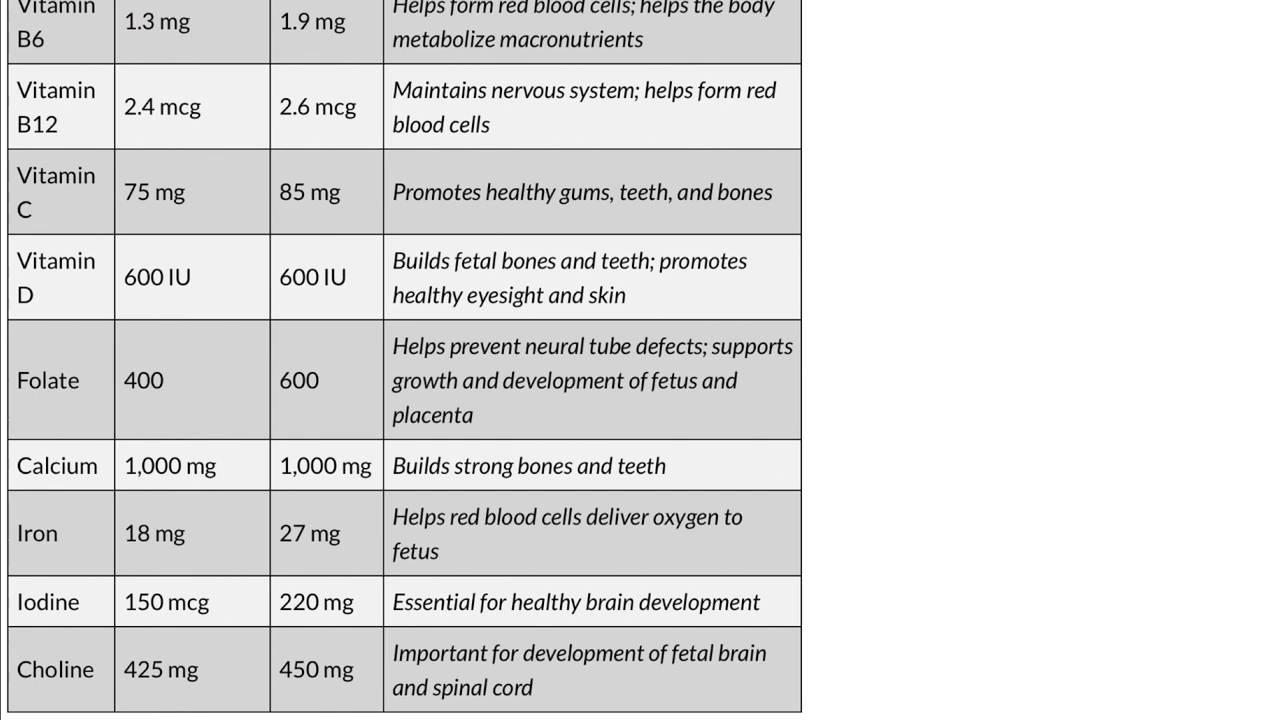 Vitamin
B6
1.3 mg
1.9 mg
Helps form red blood cells; helps the body
metabolize macronutrients
Vitamin
B12
2.4 mcg
2.6 mcg
Maintains nervous system; helps form red
blood cells
Vitamin
C
75 mg
85 mg
Promotes healthy gums, teeth, and bones
Vitamin
D
600 IU
600 IU
Builds fetal bones and teeth; promotes
healthy eyesight and skin
Folate
400
600
Helps prevent neural tube defects; supports
growth and development of fetus and
placenta
Calcium
1,000 mg
1,000 mg
Builds strong bones and teeth
Iron
18 mg
27 mg
Helps red blood cells deliver oxygen to
fetus
Iodine
150 mcg
220 mg
Essential for healthy brain development
Choline
425 mg
450 mg
Important for development of fetal brain
and spinal cord